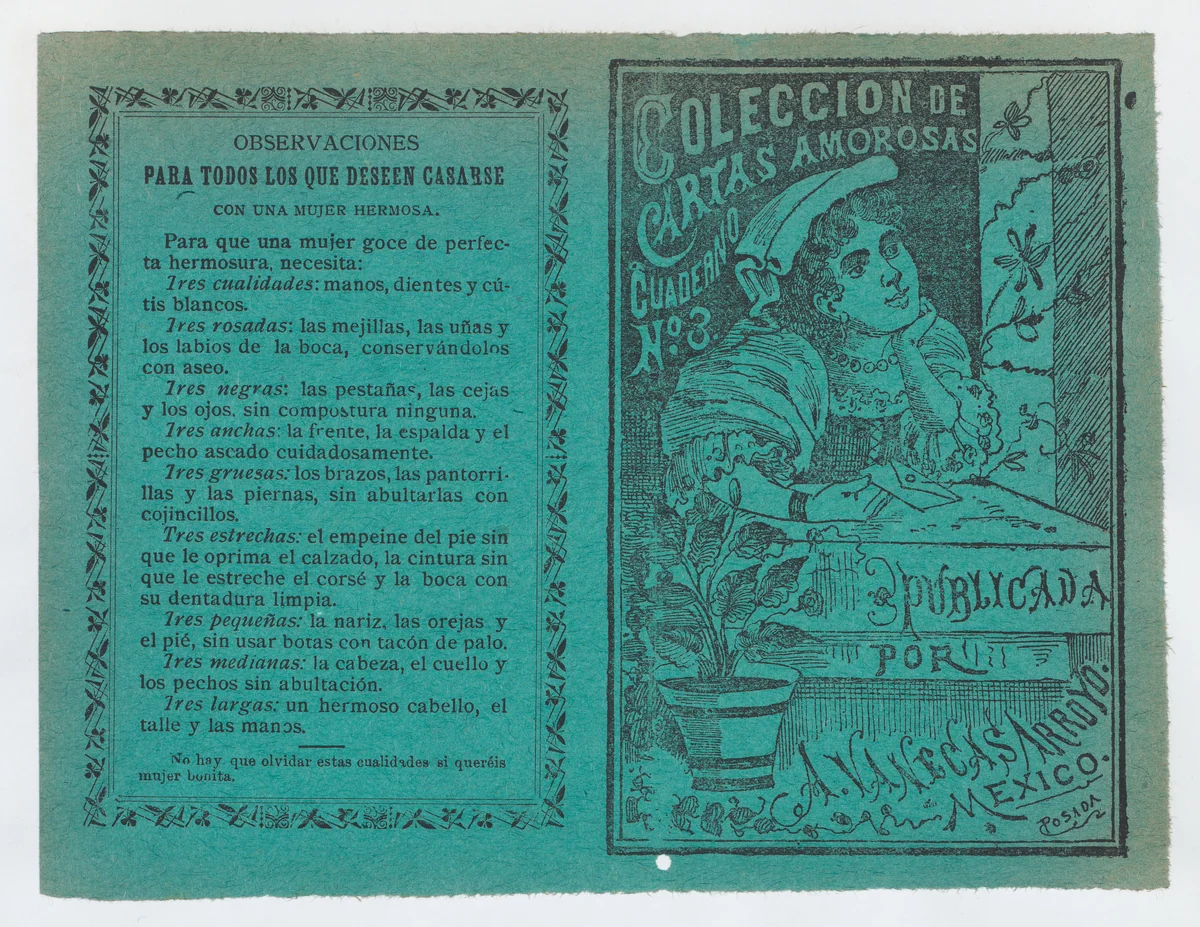 OBSERVACIONES
PARA TODOS LOS QUE DESEEN CASARSE
CON UNA MUJER HERMOSA.
Para que una mujer goce de perfec-
ta hermosura, necesita:
Tres cualidades: manos, dientes y cú-
tis blancos.
Tres rosadas: las mejillas, las uñas y
los labios de la boca, conservándolos
con aseo.
Tres negras: las pestañas, las cejas
y los ojos, sin compostura ninguna.
Tres anchas: la frente, la espalda y el
pecho ascado cuidadosamente.
Tres gruesas: los brazos, las pantorri-
llas y las piernas, sin abultarlas con
cojincillos.
Tres estrechas: el empeine del pie sin
que le oprima el calzado, la cintura sin
que le estreche el corsé y la boca con
su dentadura limpia.
Tres pequeñas: la nariz, las orejas y
el pié, sin usar botas con tacón de palo.
Tres medianas: la cabeza, el cuello y
los pechos sin abultación.
Tres largas: un hermoso cabello, el
talle y las manos.
No hay que olvidar estas cualidades si queréis
mujer bonita.
COLECCION DE
CARTAS AMOROSAS
CUADERNO
No. 3.
PUBLICADA
POR
A. VANEGAS ARROYO.
MEXICO.
POSADA